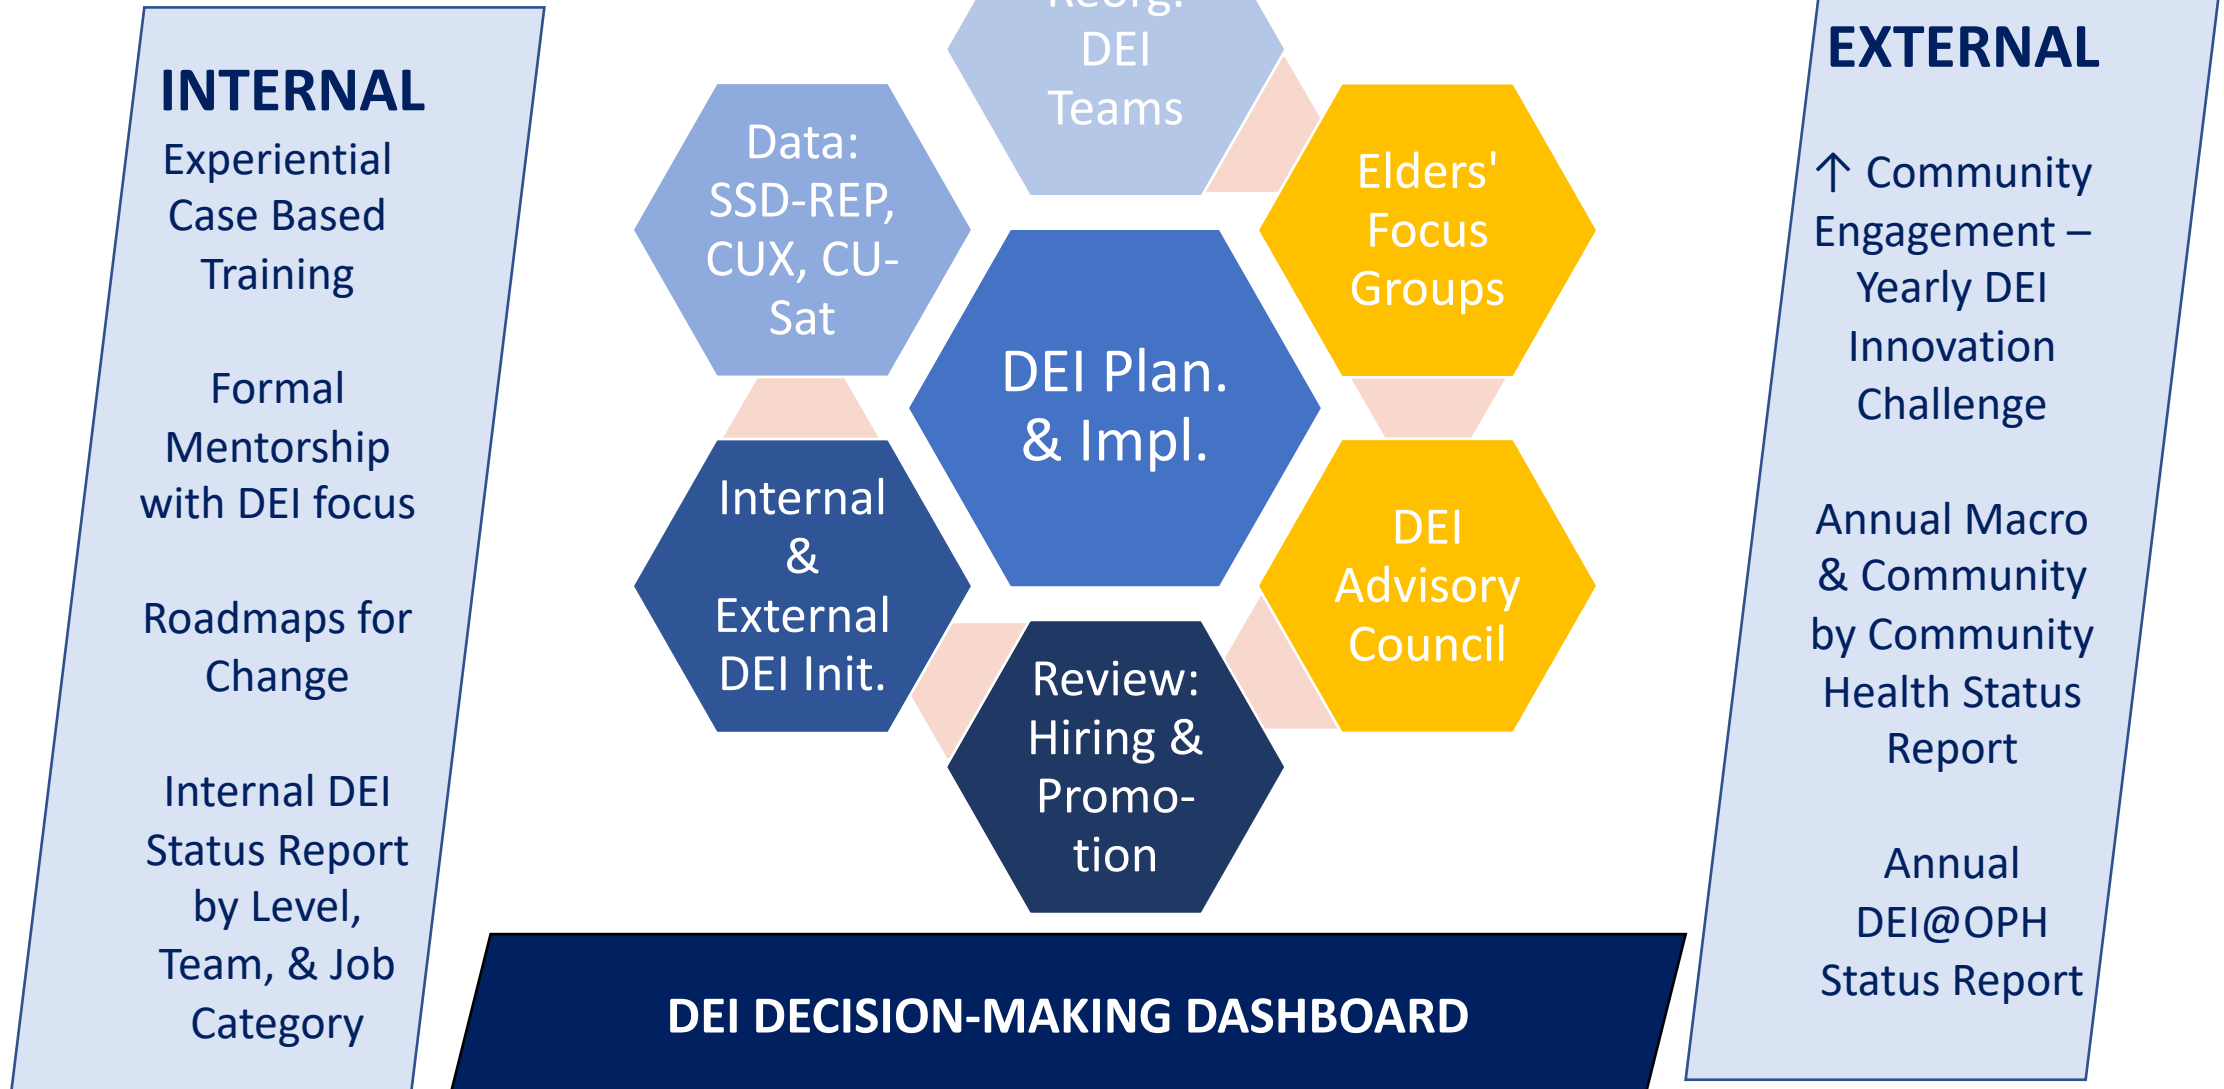 INTERNAL
Experiential
Case Based
Training
Formal
Mentorship
with DEI focus
Roadmaps for
Change
Internal DEI
Status Report
by Level,
Team, & Job
Category
Reorg:
DEI
Teams
Data:
SSD-REP,
CUX, CU-
Sat
Elders'
Focus
Groups
DEI Plan.
& Impl.
Internal
&
External
DEI Init.
DEI
Advisory
Council
Review:
Hiring &
Promo-
tion
DEI DECISION-MAKING DASHBOARD
EXTERNAL
↑ Community
Engagement –
Yearly DEI
Innovation
Challenge
Annual Macro
& Community
by Community
Health Status
Report
Annual
DEI@OPH
Status Report